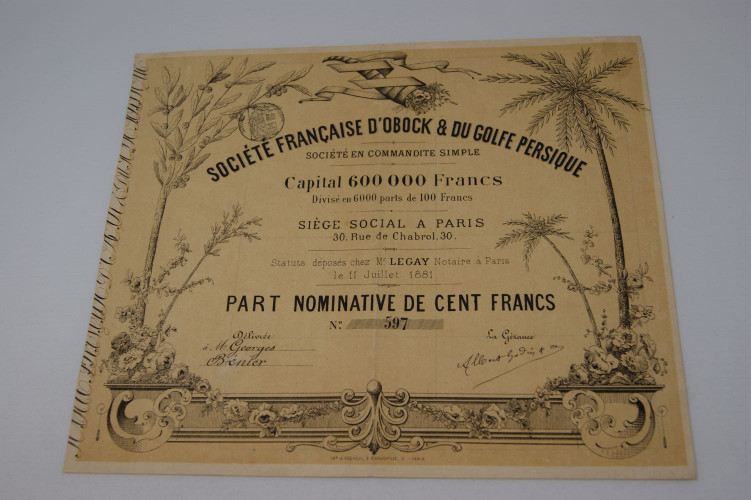 SOCIÉTÉ FRANÇAISE D'OBOCK & DU GOLFE PERSIQUE
SOCIÉTÉ EN COMMANDITE SIMPLE
Capital 600 000 Francs
Divisé en 6000 parts de 100 Francs
SIÈGE SOCIAL A PARIS
30, Rue de Chabrol, 30.
Statuts déposés chez Me LEGAY Notaire à Paris
le 11 Juillet 1881
PART NOMINATIVE DE CENT FRANCS
No 597
Délivrée
à Mr Georges
Bénier
La Gérance